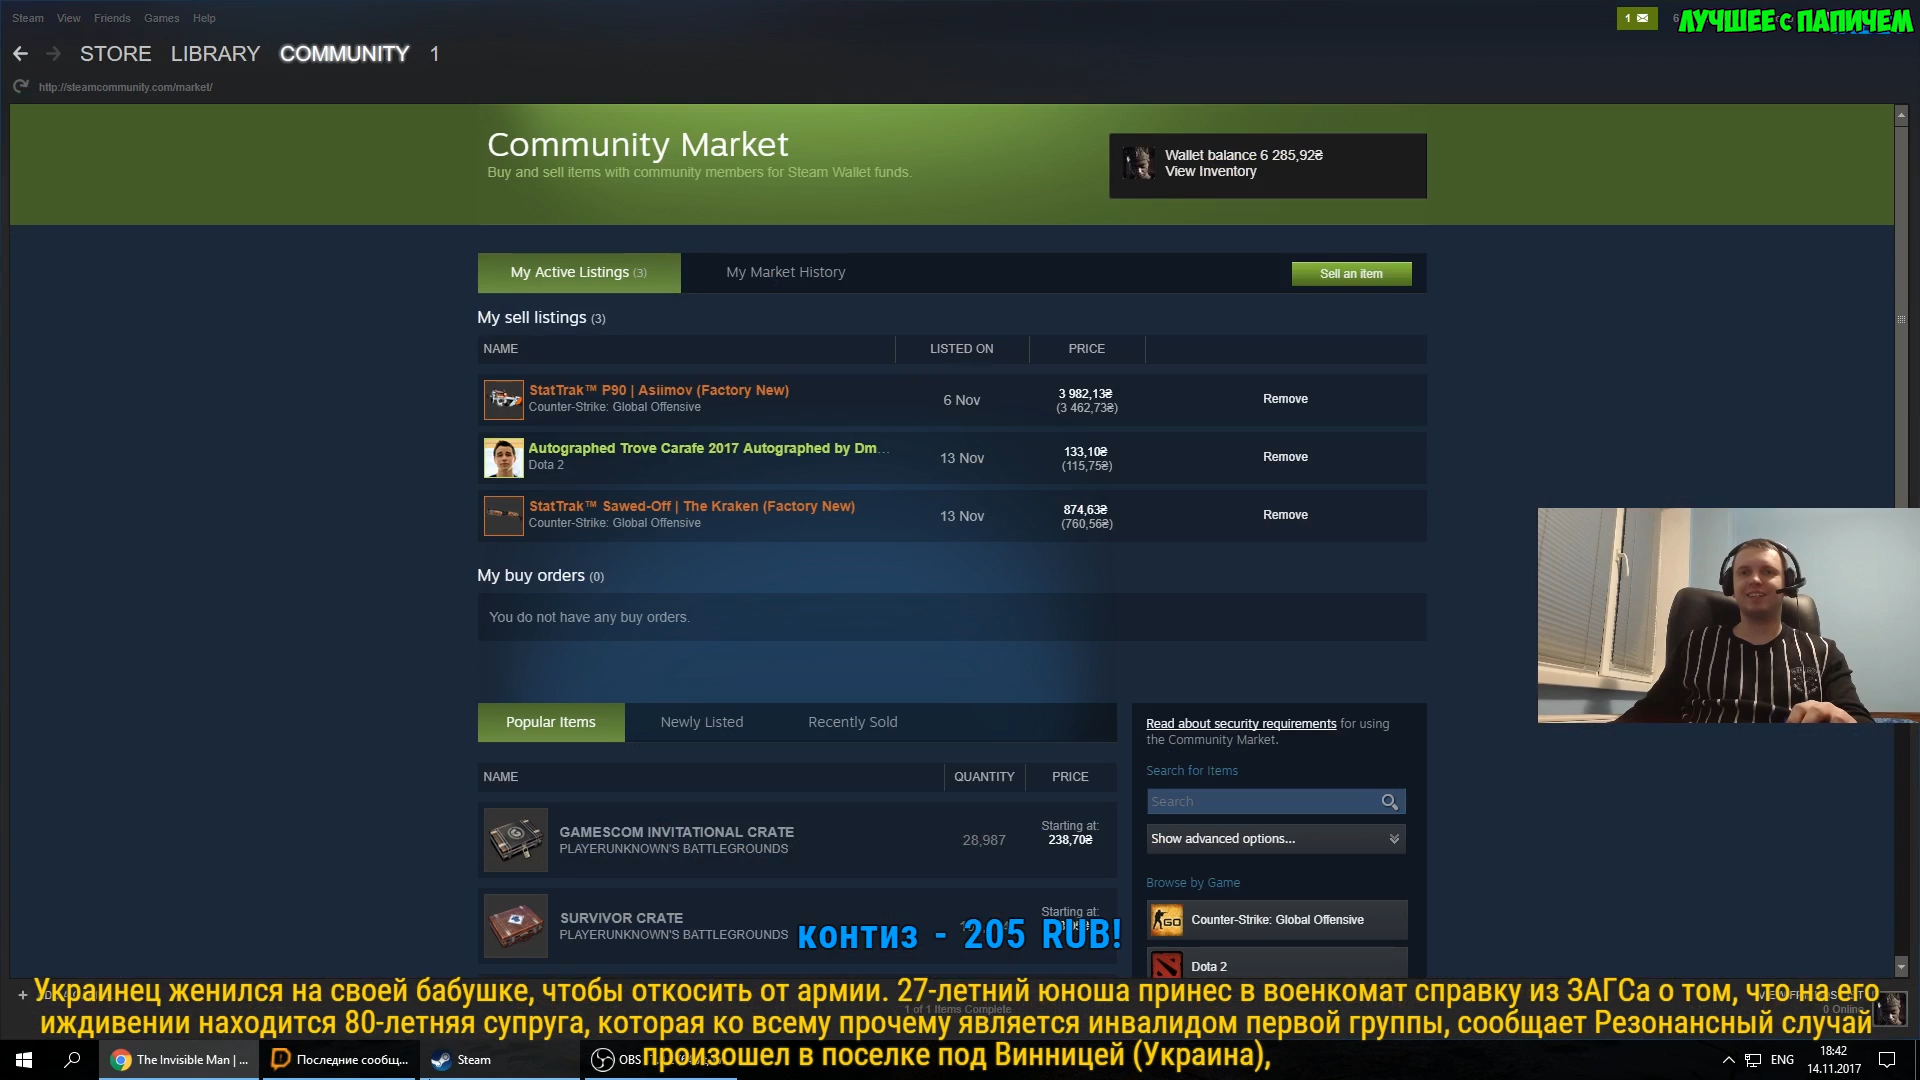 Steam View Friends Games Help
1
ЛУЧШЕЕ с ПАПИЧЕМ
STORE LIBRARY COMMUNITY 1
http://steamcommunity.com/market/
Community Market
Buy and sell items with community members for Steam Wallet funds.
Wallet balance 6 285,92₴
View Inventory
My Active Listings (3)
My Market History
Sell an item
My sell listings (3)
NAME LISTED ON PRICE
StatTrak™ P90 | Asiimov (Factory New)
Counter-Strike: Global Offensive
6 Nov
3 982,13₴
(3 462,73₴)
Remove
Autographed Trove Carafe 2017 Autographed by Dm...
Dota 2
13 Nov
133,10₴
(115,75₴)
Remove
StatTrak™ Sawed-Off | The Kraken (Factory New)
Counter-Strike: Global Offensive
13 Nov
874,63₴
(760,56₴)
Remove
My buy orders (0)
You do not have any buy orders.
Popular Items Newly Listed Recently Sold
NAME QUANTITY PRICE
GAMESCOM INVITATIONAL CRATE
PLAYERUNKNOWN'S BATTLEGROUNDS
28,987
Starting at:
238,70₴
SURVIVOR CRATE
PLAYERUNKNOWN'S BATTLEGROUNDS
Starting at:
Read about security requirements for using
the Community Market.
Search for Items
Search
Show advanced options...
Browse by Game
Counter-Strike: Global Offensive
Dota 2
контиз - 205 RUB!
Украинец женился на своей бабушке, чтобы откосить от армии. 27-летний юноша принес в военкомат справку из ЗАГСа о том, что на его
иждивении находится 80-летняя супруга, которая ко всему прочему является инвалидом первой группы, сообщает Резонансный случай
произошел в поселке под Винницей (Украина),
1 of 1 Items Complete
0 Online
The Invisible Man | ...
Последние сообщ...
Steam
OBS
ENG
18:42
14.11.2017